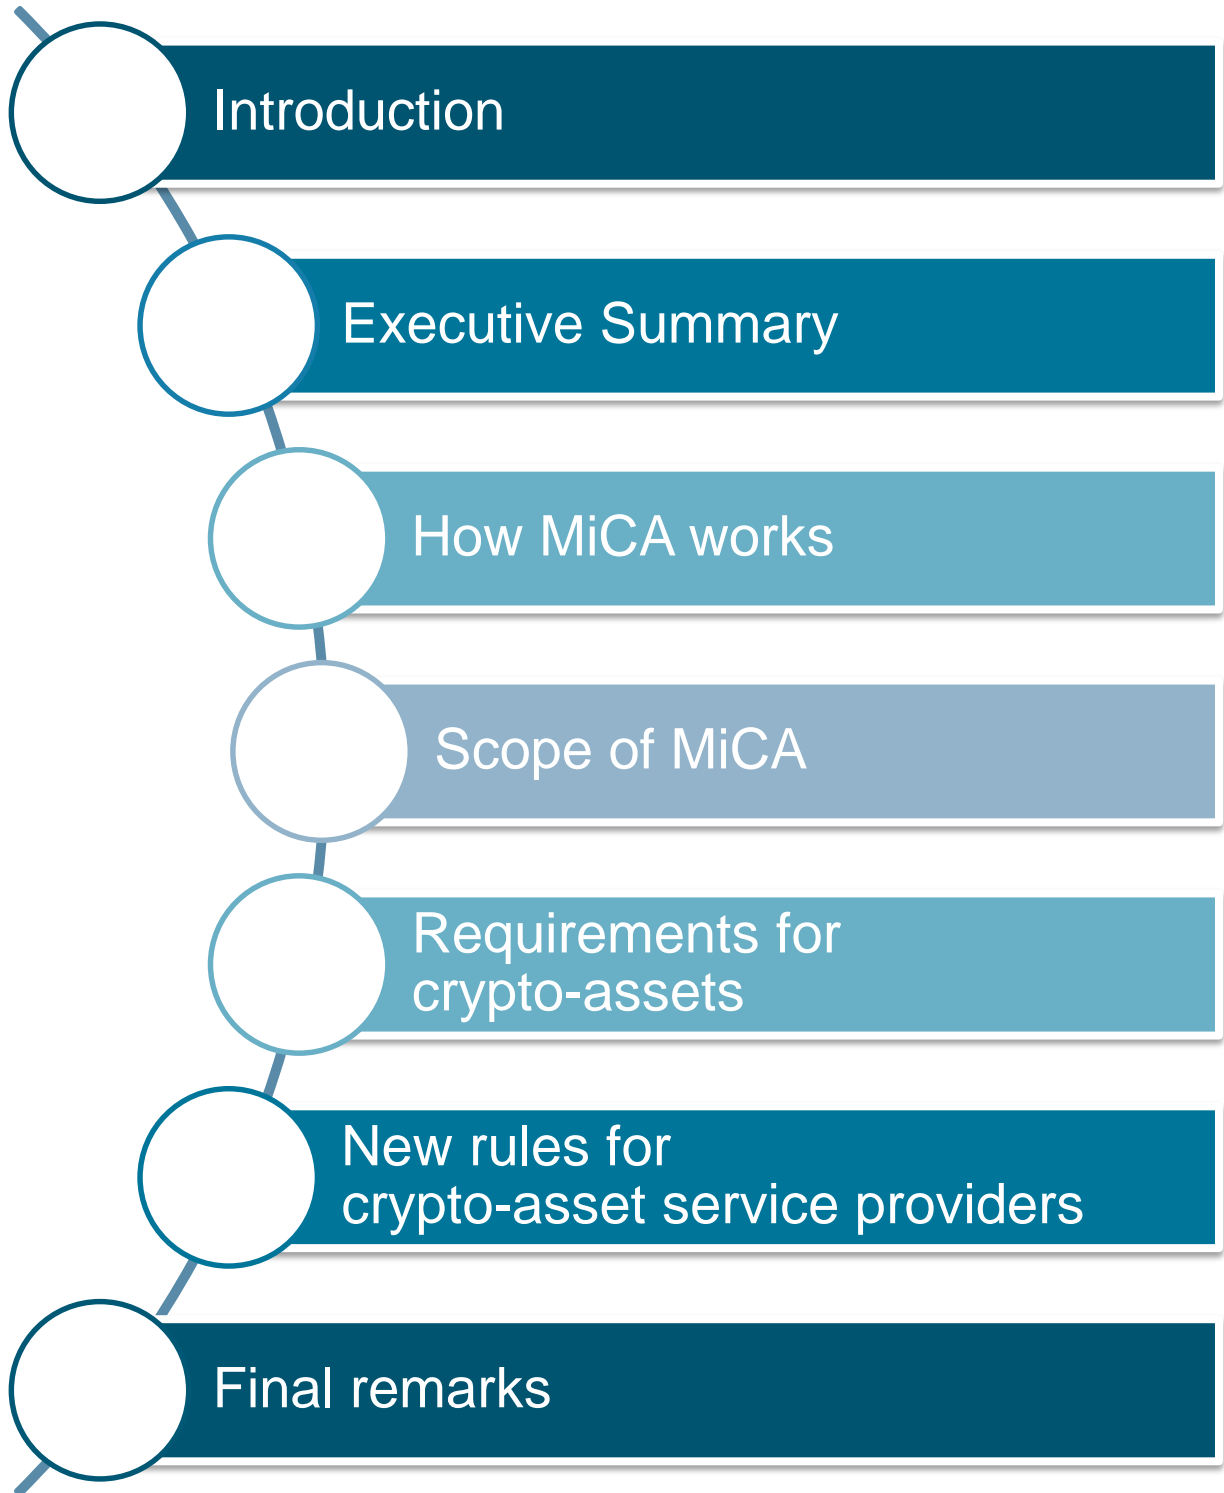 Introduction
Executive Summary
How MiCA works
Scope of MiCA
Requirements for
crypto-assets
New rules for
crypto-asset service providers
Final remarks